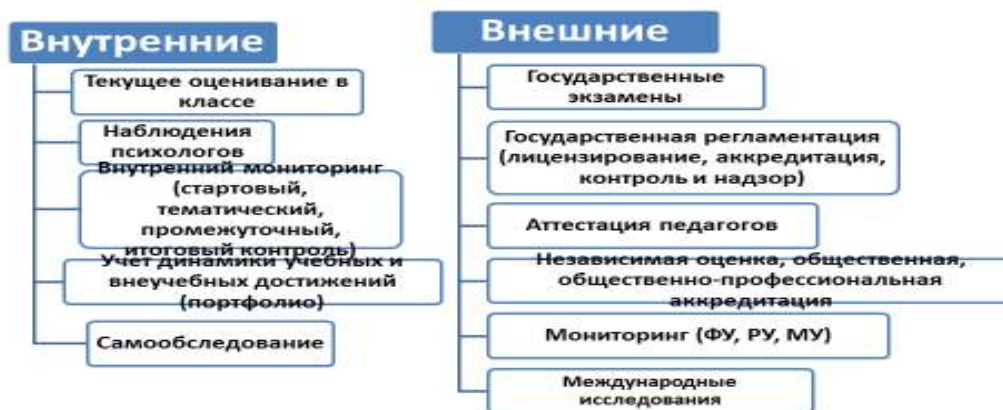 Внутренние
Текущее оценивание в
классе
Наблюдения
психологов
Внутренний мониторинг
(стартовый,
тематический,
промежуточный,
итоговый контроль)
Учет динамики учебных и
внеучебных достижений
(портфолио)
Самообследование
Внешние
Государственные
экзамены
Государственная регламентация
(лицензирование, аккредитация,
контроль и надзор)
Аттестация педагогов
Независимая оценка, общественная,
общественно-профессиональная
аккредитация
Мониторинг (ФУ, РУ, МУ)
Международные
исследования